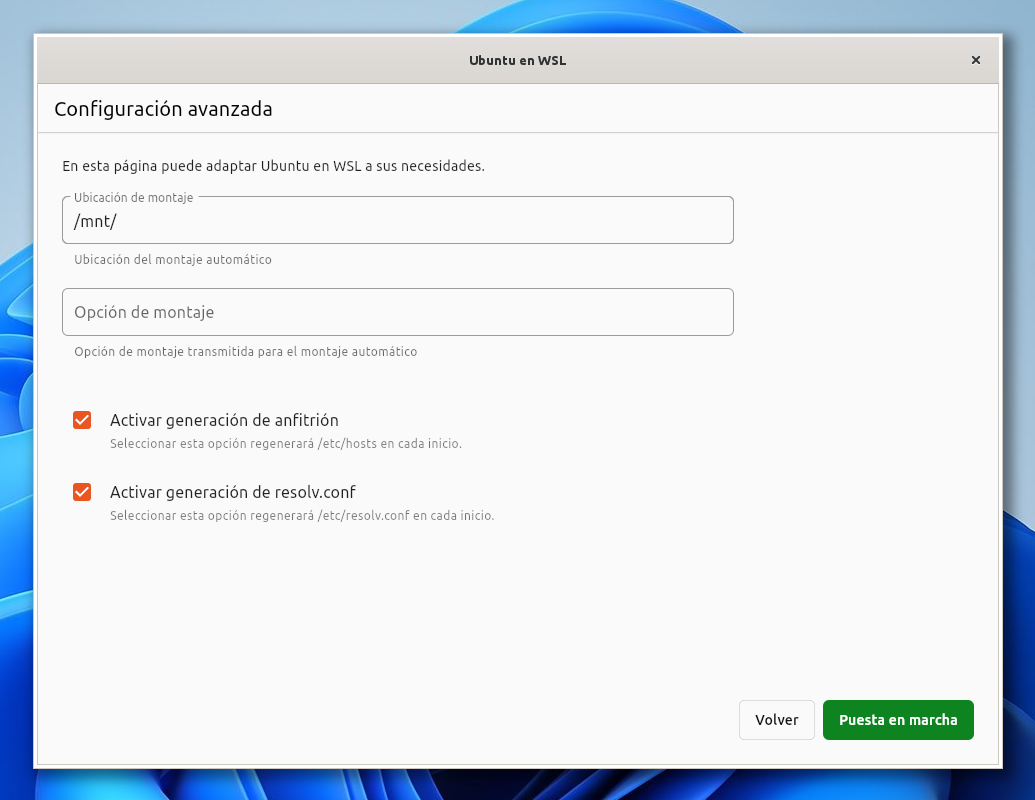 Ubuntu en WSL
Configuración avanzada
En esta página puede adaptar Ubuntu en WSL a sus necesidades.
Ubicación de montaje
/mnt/
Ubicación del montaje automático
Opción de montaje
Opción de montaje transmitida para el montaje automático
Activar generación de anfitrión
Seleccionar esta opción regenerará /etc/hosts en cada inicio.
Activar generación de resolv.conf
Seleccionar esta opción regenerará /etc/resolv.conf en cada inicio.
Volver
Puesta en marcha